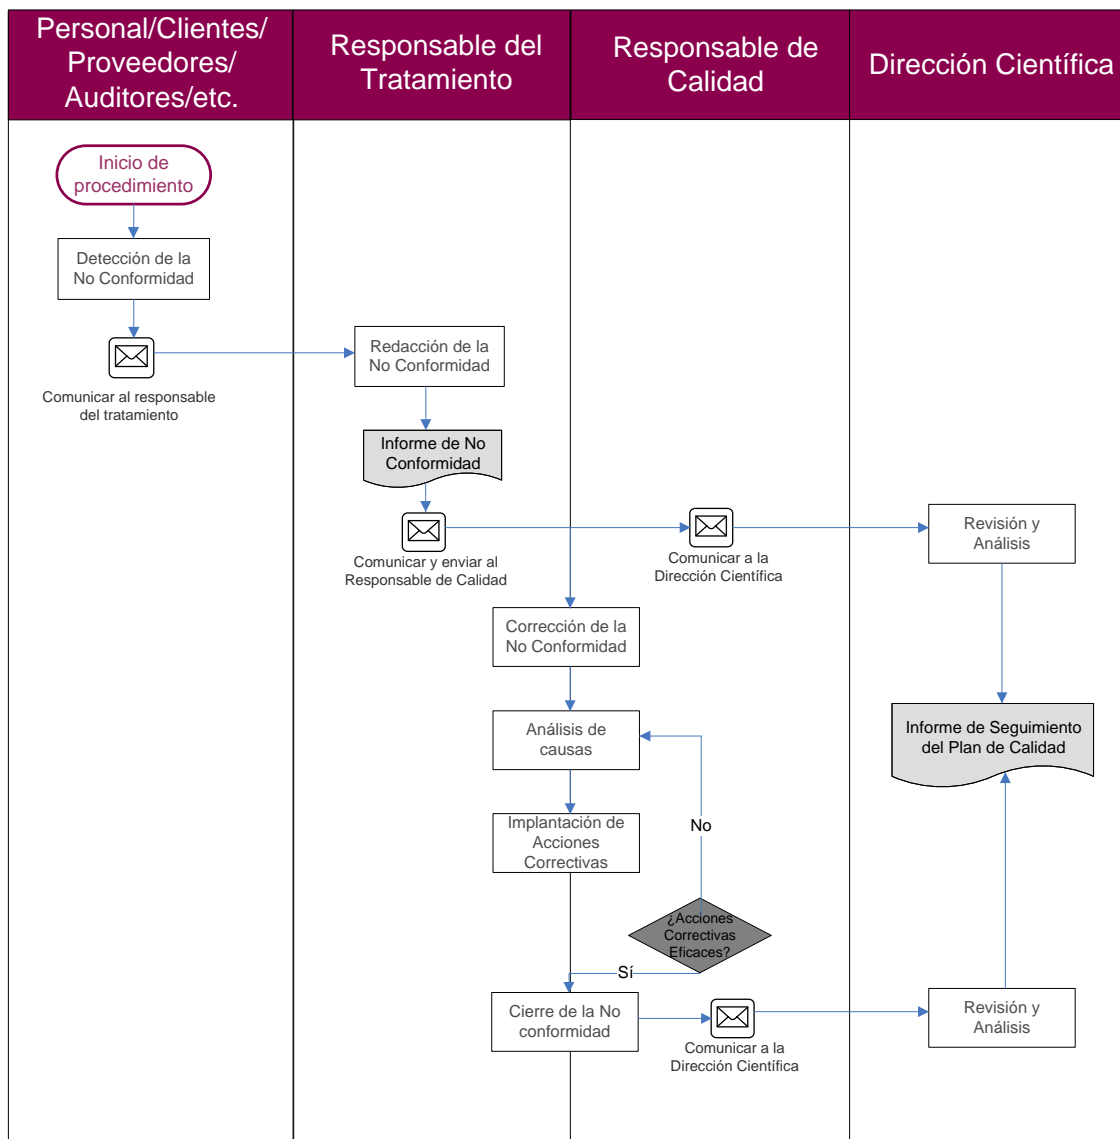 Personal/Clientes/
Proveedores/
Auditores/etc.
Responsable del
Tratamiento
Responsable de
Calidad
Dirección Científica
Inicio de
procedimiento
Detección de la
No Conformidad
Comunicar al responsable
del tratamiento
Redacción de la
No Conformidad
Informe de No
Conformidad
Comunicar y enviar al
Responsable de Calidad
Comunicar a la
Dirección Científica
Revisión y
Análisis
Corrección de la
No Conformidad
Análisis de
causas
Informe de Seguimiento
del Plan de Calidad
Implantación de
Acciones
Correctivas
No
¿Acciones
Correctivas
Eficaces?
Sí
Cierre de la No
conformidad
Comunicar a la
Dirección Científica
Revisión y
Análisis